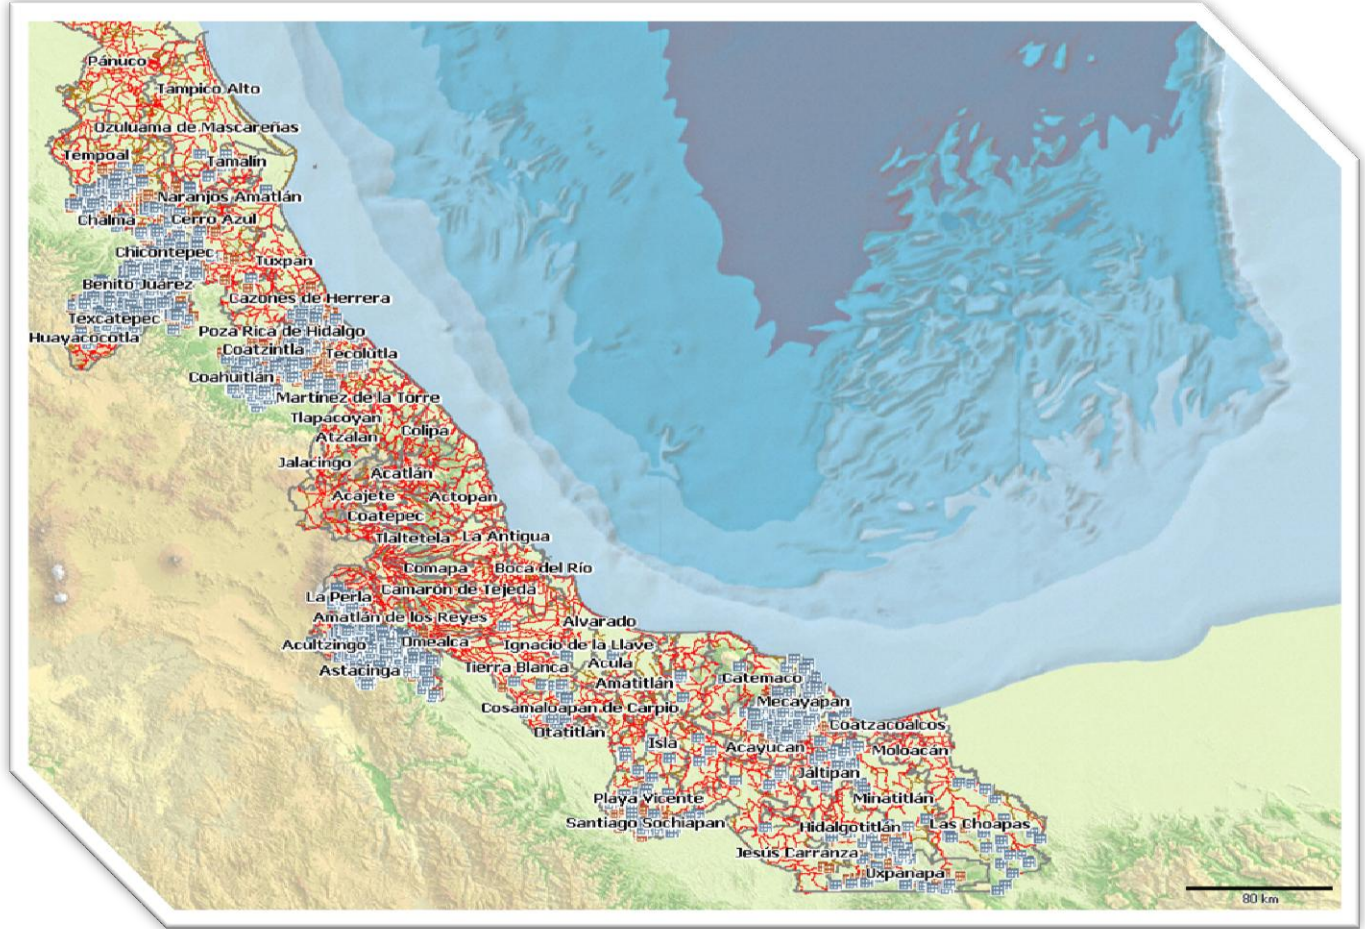 Pánuco
Tampico Alto
Ozuluama de Mascareñas
Tempoal
Tamalín
Naranjos Amatlán
Chalma
Cerro Azul
Chicontepec
Tuxpan
Benito Juárez
Cazones de Herrera
Texcatepec
Poza Rica de Hidalgo
Huayacocotla
Coatzintla
Tecolutla
Coahuitlán
Martínez de la Torre
Tlapacoyan
Colipa
Atzalan
Jalacingo
Acatlán
Acajete
Actopan
Coatepec
Tlaltetela
La Antigua
Comapa
Boca del Río
Camarón de Tejeda
La Perla
Amatlán de los Reyes
Alvarado
Acultzingo
Omealca
Ignacio de la Llave
Astacinga
Tierra Blanca
Acula
Amatitlán
Catemaco
Cosamaloapan de Carpio
Mecayapan
Otatitlán
Coatzacoalcos
Isla
Acayucan
Moloacán
Jáltipan
Playa Vicente
Minatitlán
Santiago Sochiapan
Hidalgotitlán
Las Choapas
Jesús Carranza
Uxpanapa
80 km